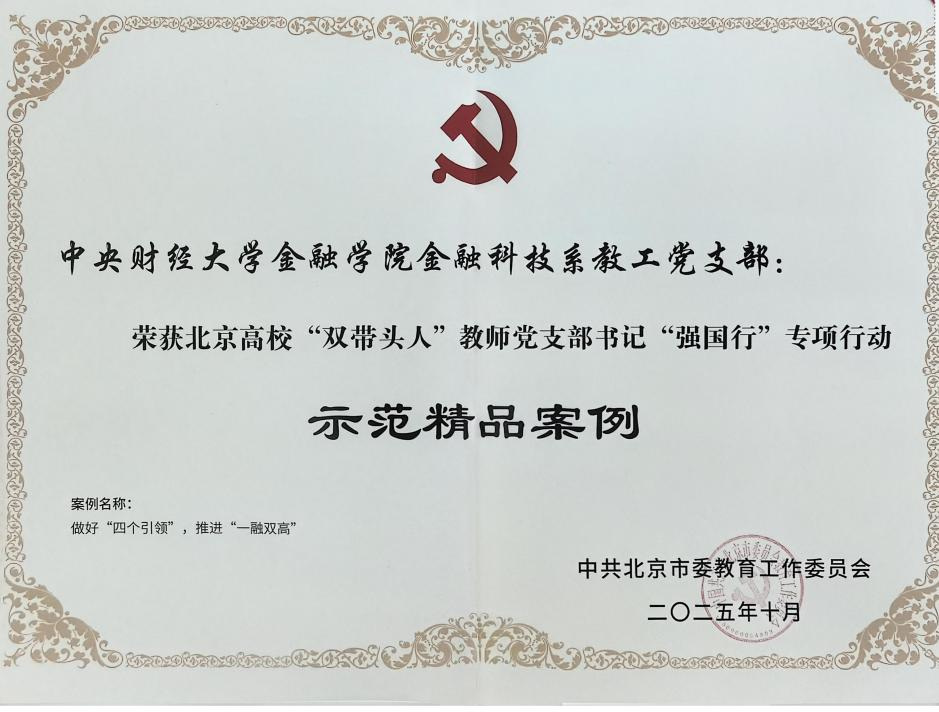 中央财经大学金融学院金融科技系教工党支部：
荣获北京高校“双带头人”教师党支部书记“强国行”专项行动
示范精品案例
案例名称：
做好“四个引领”，推进“一融双高”
中共北京市委教育工作委员会
二〇二五年十月